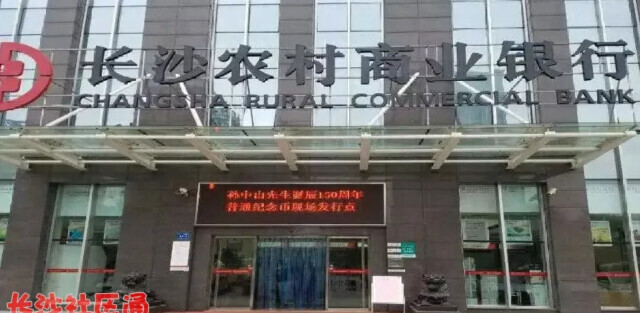 长沙农村商业银行
CHANGSHA RURAL COMMERCIAL BANK
孙中山先生诞辰150周年
普通纪念币现场发行点
长沙社区通